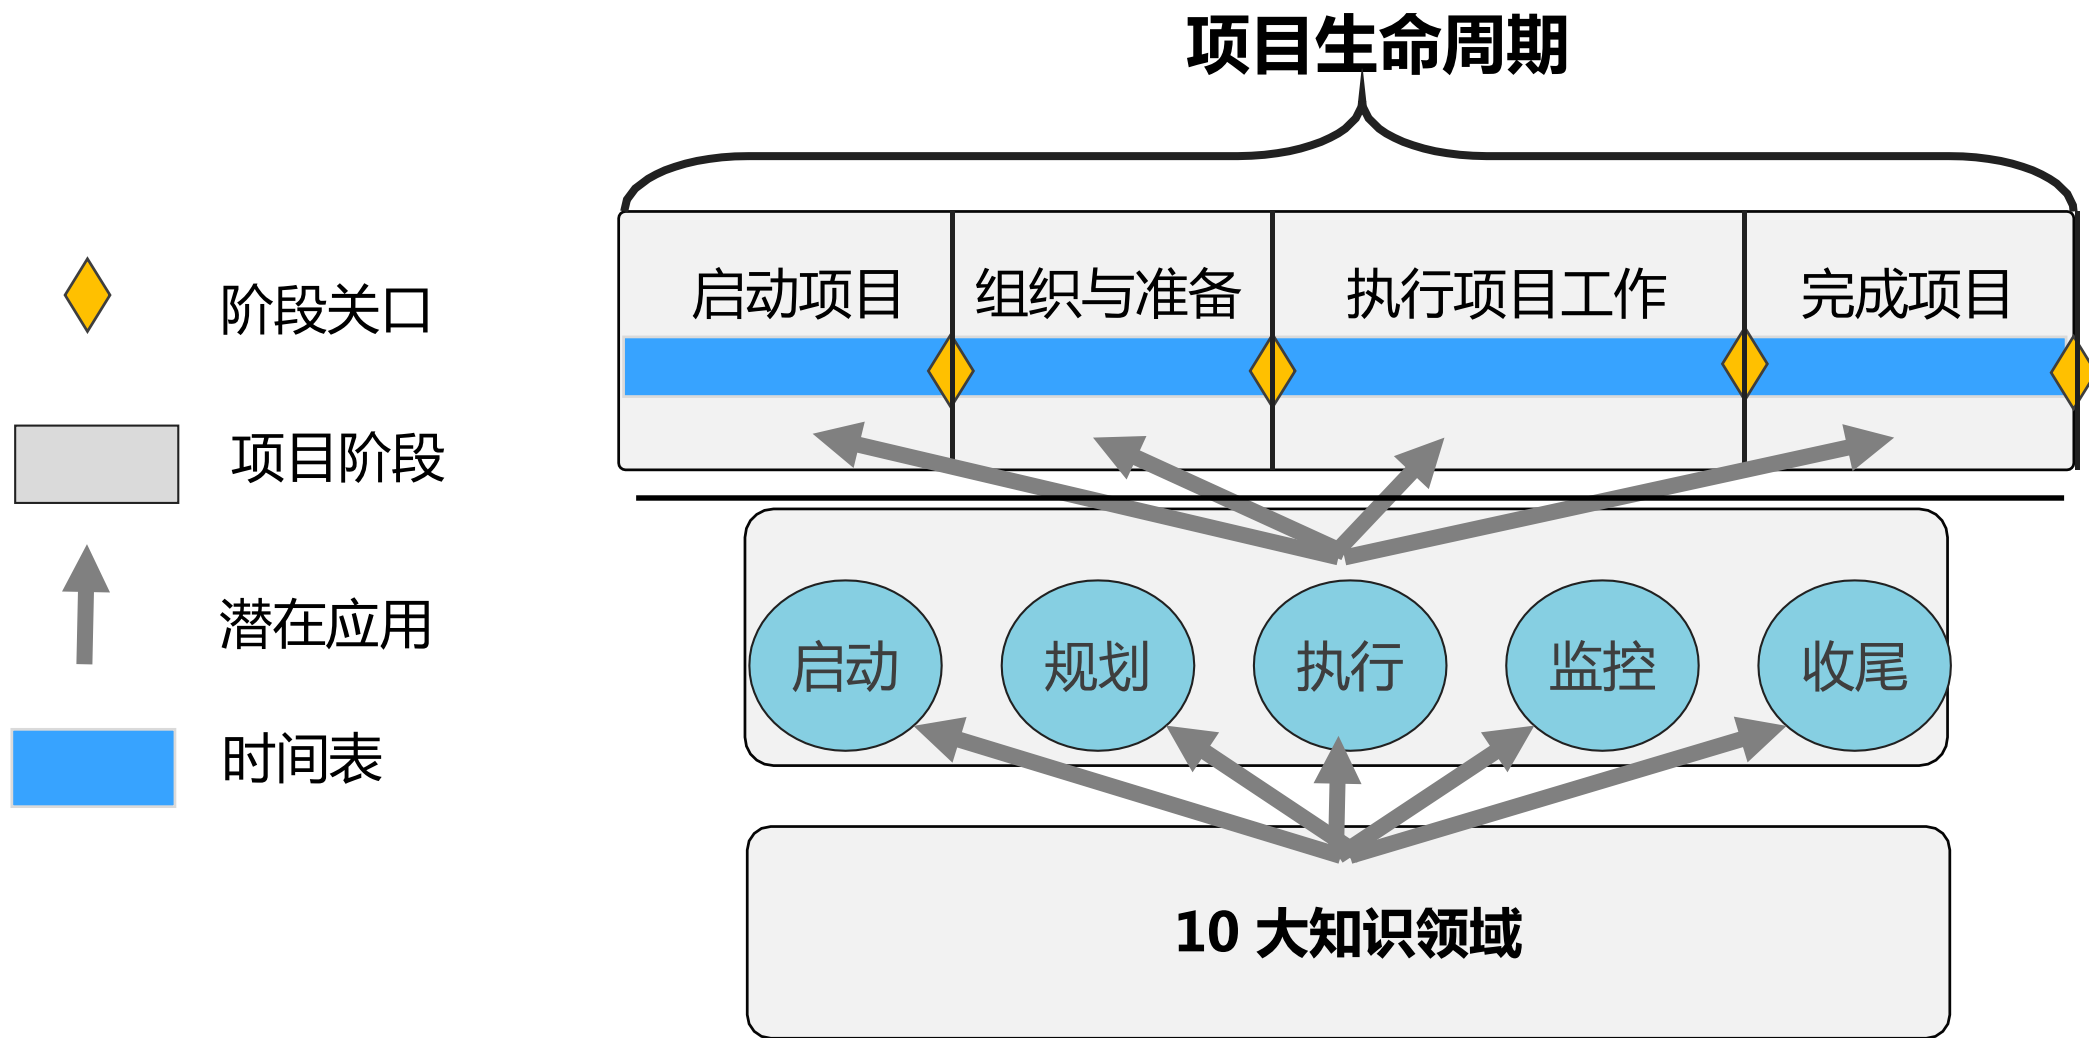 项目生命周期
启动项目 组织与准备 执行项目工作 完成项目
阶段关口
项目阶段
潜在应用
时间表
启动 规划 执行 监控 收尾
10 大知识领域